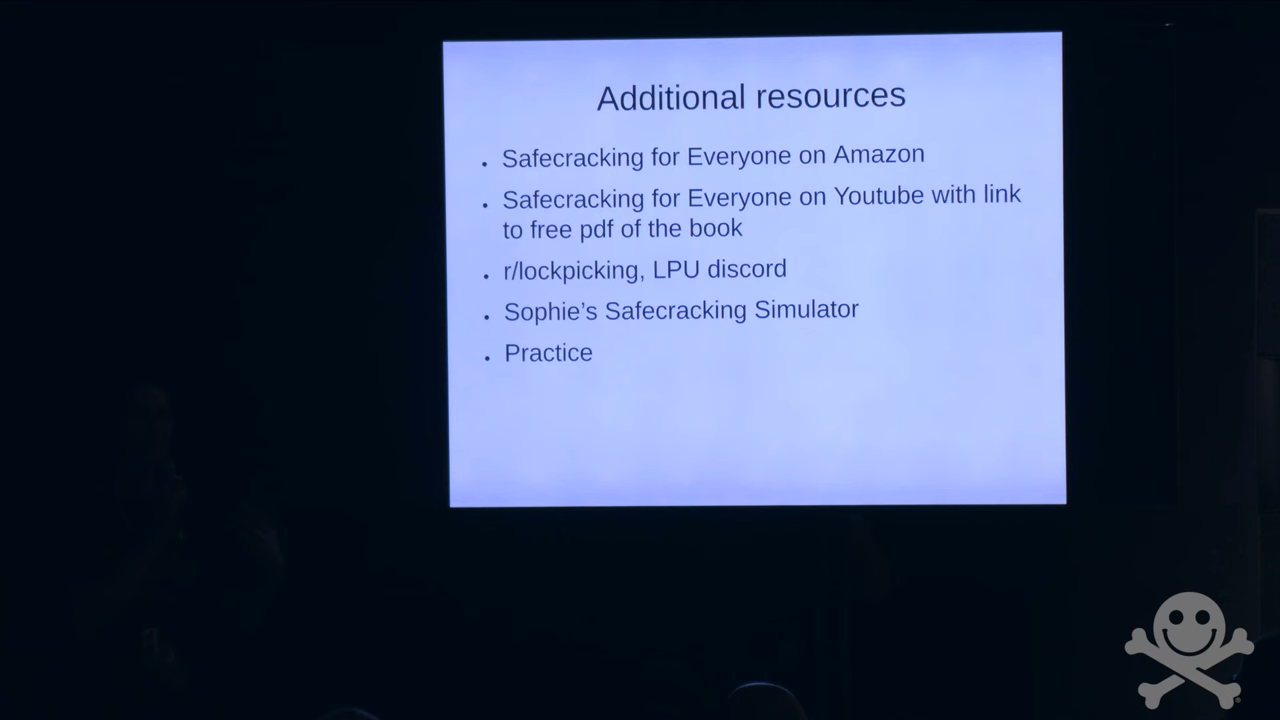 Additional resources
• Safecracking for Everyone on Amazon
• Safecracking for Everyone on Youtube with link
to free pdf of the book
• r/lockpicking, LPU discord
• Sophie’s Safecracking Simulator
• Practice